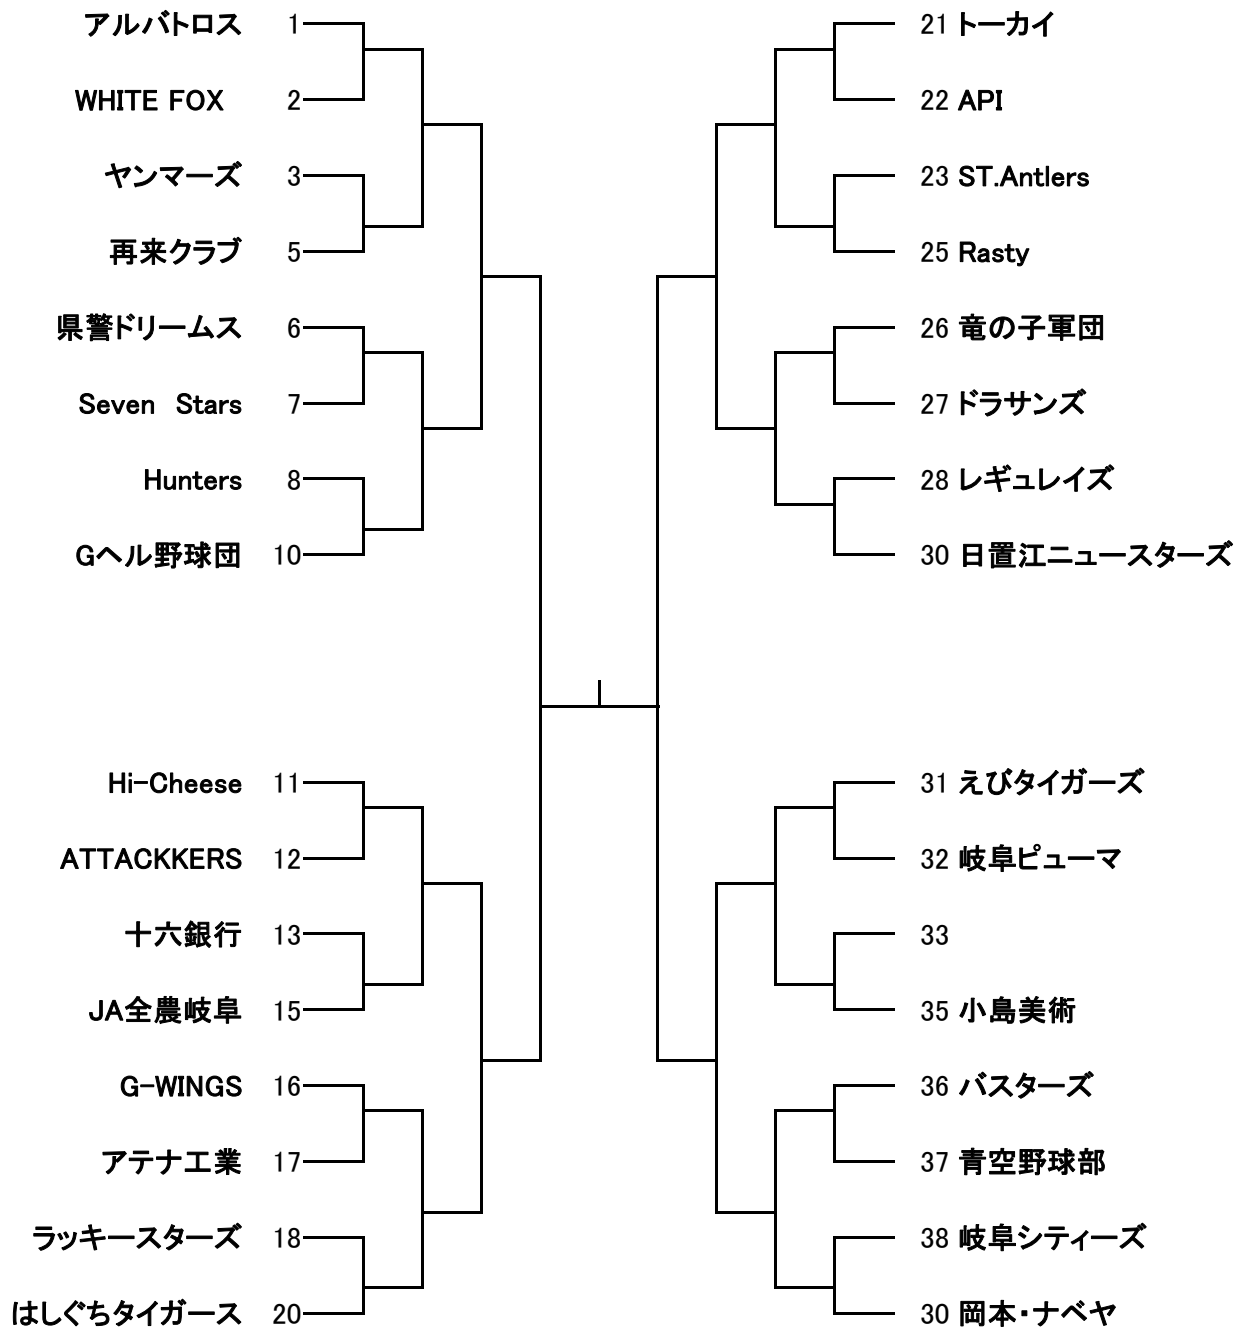 アルバトロス 1
WHITE FOX 2
ヤンマーズ 3
再来クラブ 5
県警ドリームス 6
Seven　Stars 7
Hunters 8
Gヘル野球団 10
Hi-Cheese 11
ATTACKKERS 12
十六銀行 13
JA全農岐阜 15
G-WINGS 16
アテナ工業 17
ラッキースターズ 18
はしぐちタイガース 20
21 トーカイ
22 API
23 ST.Antlers
25 Rasty
26 竜の子軍団
27 ドラサンズ
28 レギュレイズ
30 日置江ニュースターズ
31 えびタイガーズ
32 岐阜ピューマ
33
35 小島美術
36 バスターズ
37 青空野球部
38 岐阜シティーズ
30 岡本・ナベヤ